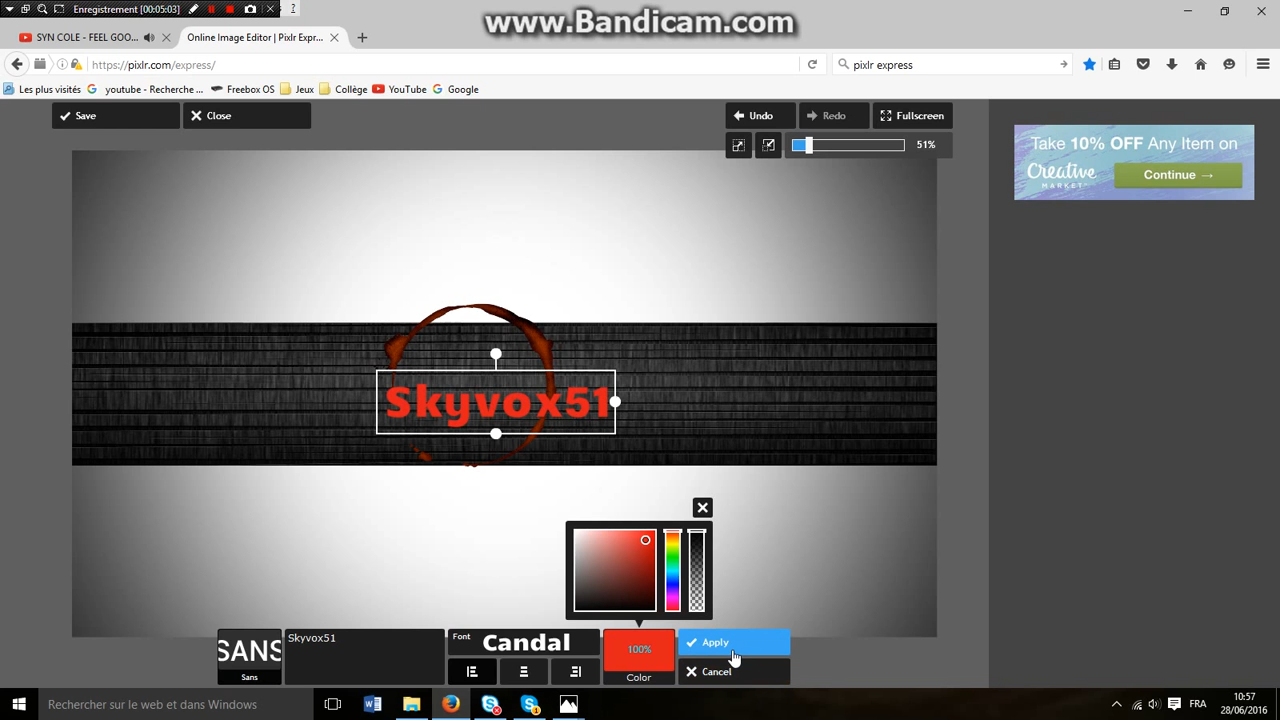 Enregistrement [00:05:03]
?
www.Bandicam.com
SYN COLE - FEEL GOO...
Online Image Editor | Pixlr Expr...
https://pixlr.com/express/
pixlr express
Les plus visités
youtube - Recherche ...
Freebox OS
Jeux
Collège
YouTube
Google
Save
Close
Undo
Redo
Fullscreen
51%
Take 10% OFF Any Item on
Creative
MARKET
Continue →
Skyvox51
SANS
Sans
Skyvox51
Font
Candal
100%
Color
Apply
Cancel
Rechercher sur le web et dans Windows
FRA
10:57
28/06/2016